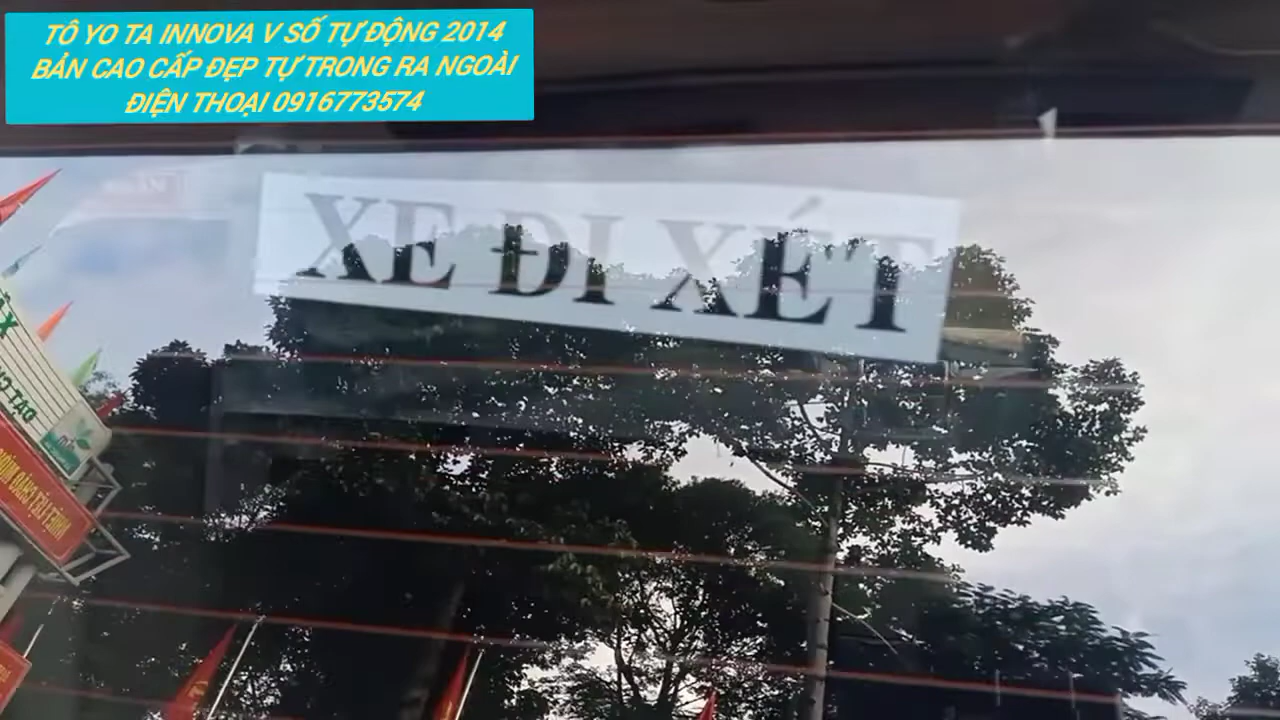 TÔ YO TA INNOVA V SỐ TỰ ĐỘNG 2014
BẢN CAO CẤP ĐẸP TỰ TRONG RA NGOÀI
ĐIỆN THOẠI 0916773574
XE ĐI XÉT